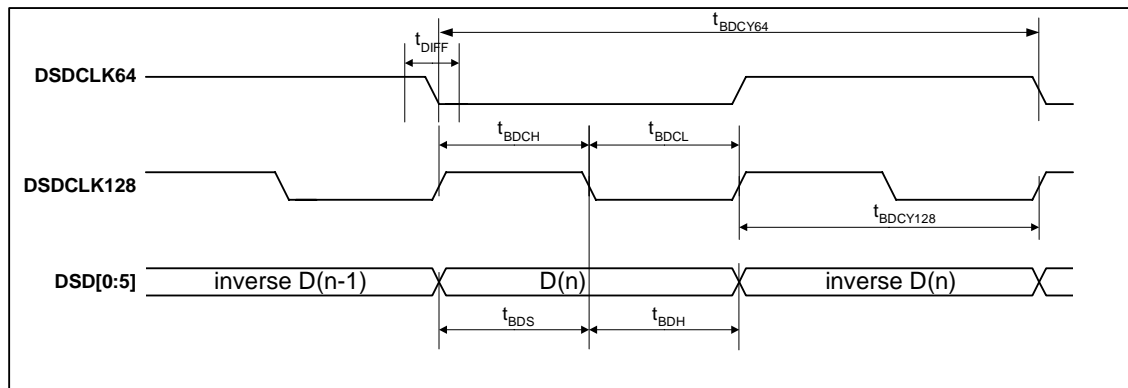 tBDCY64
tDIFF
DSDCLK64
tBDCH
tBDCL
DSDCLK128
tBDCY128
DSD[0:5]
inverse D(n-1)
D(n)
inverse D(n)
tBDS
tBDH